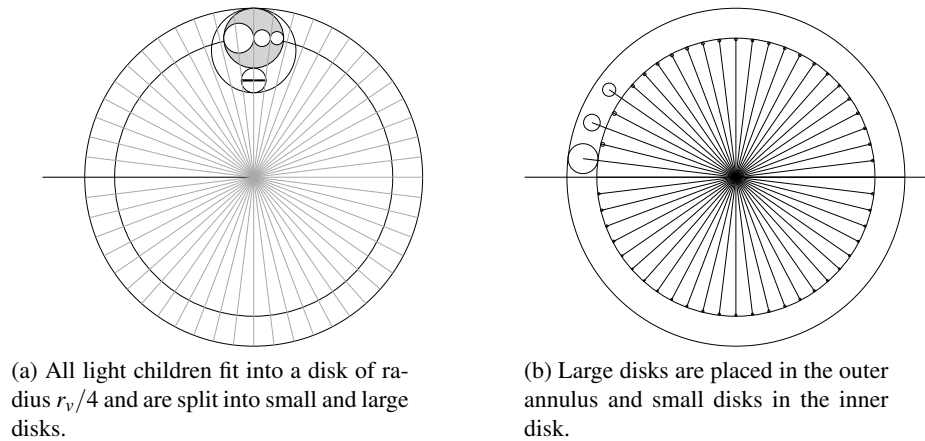 (a) All light children fit into a disk of ra-
dius r_v/4 and are split into small and large
disks.
(b) Large disks are placed in the outer
annulus and small disks in the inner
disk.